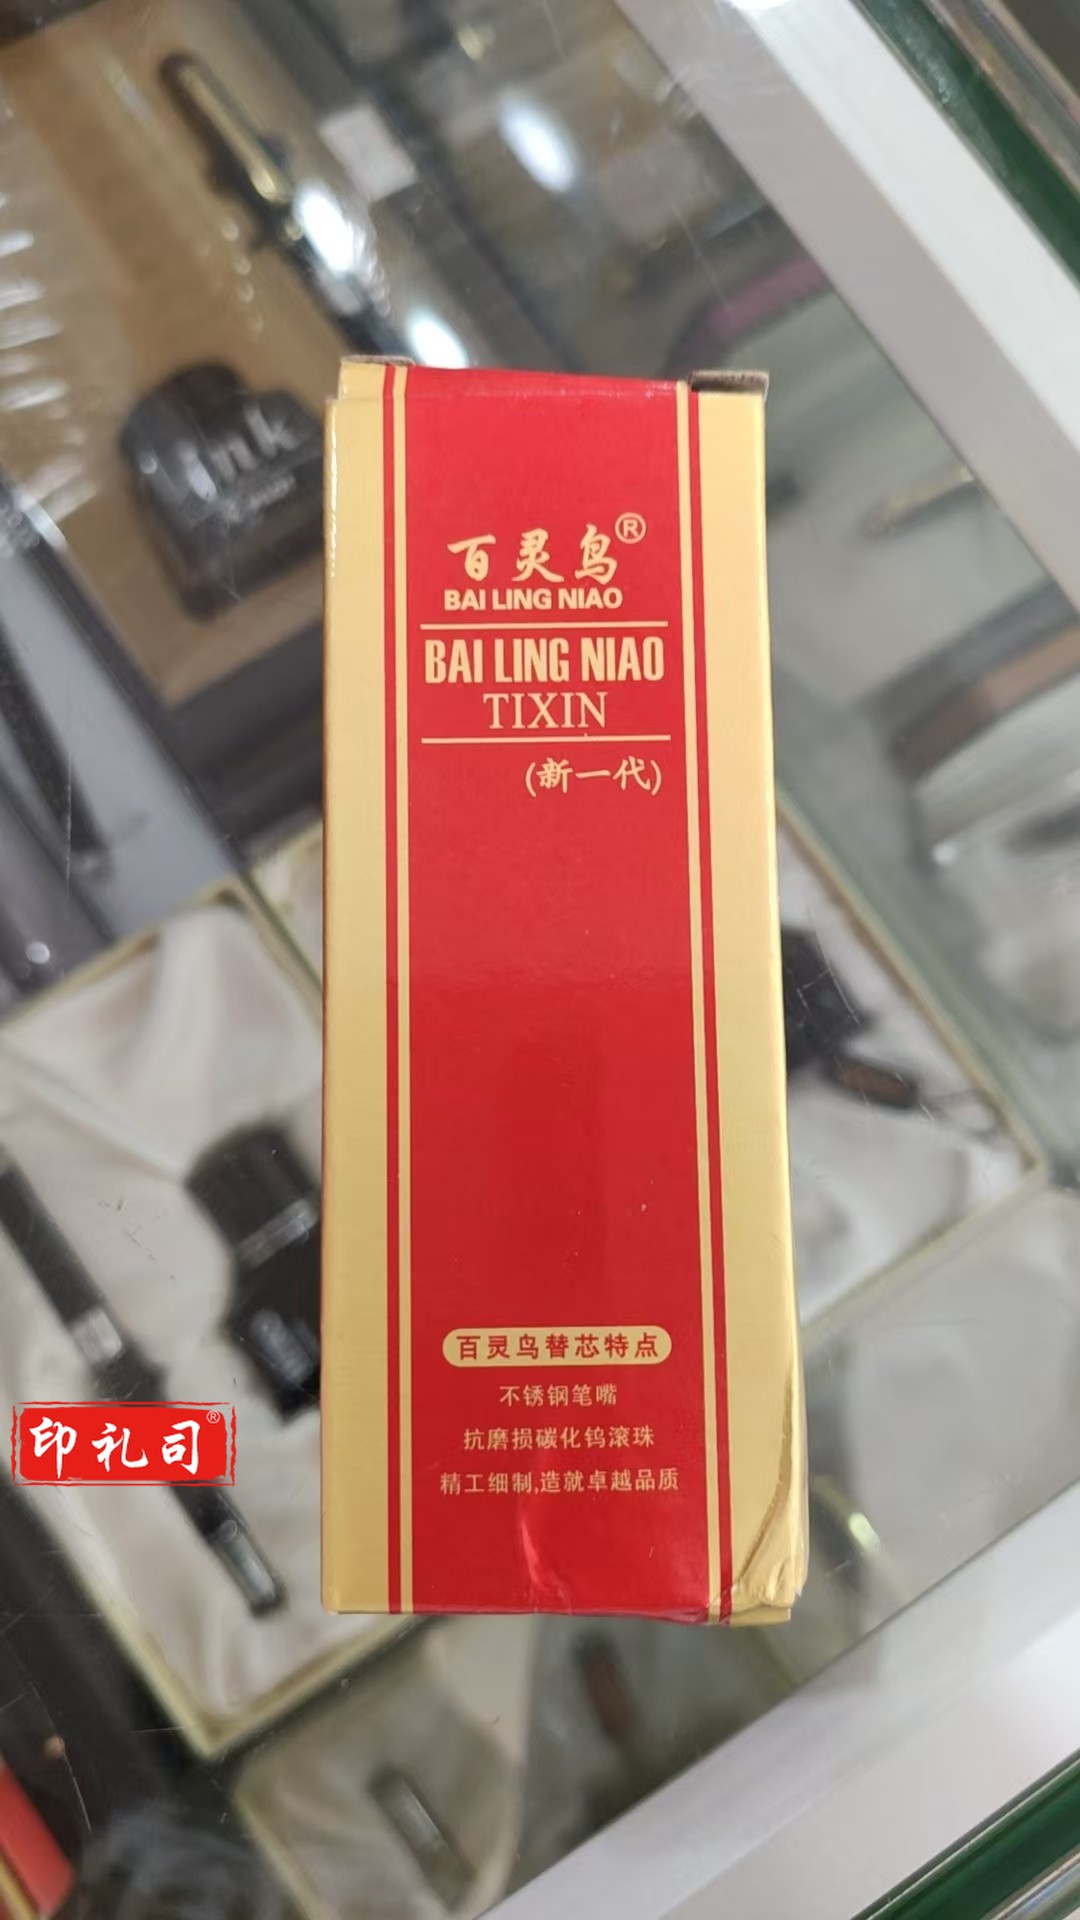 ink
百灵鸟®
BAI LING NIAO
BAI LING NIAO
TIXIN
(新一代)
百灵鸟替芯特点
不锈钢笔嘴
抗磨损碳化钨滚珠
精工细制,造就卓越品质
印礼司®